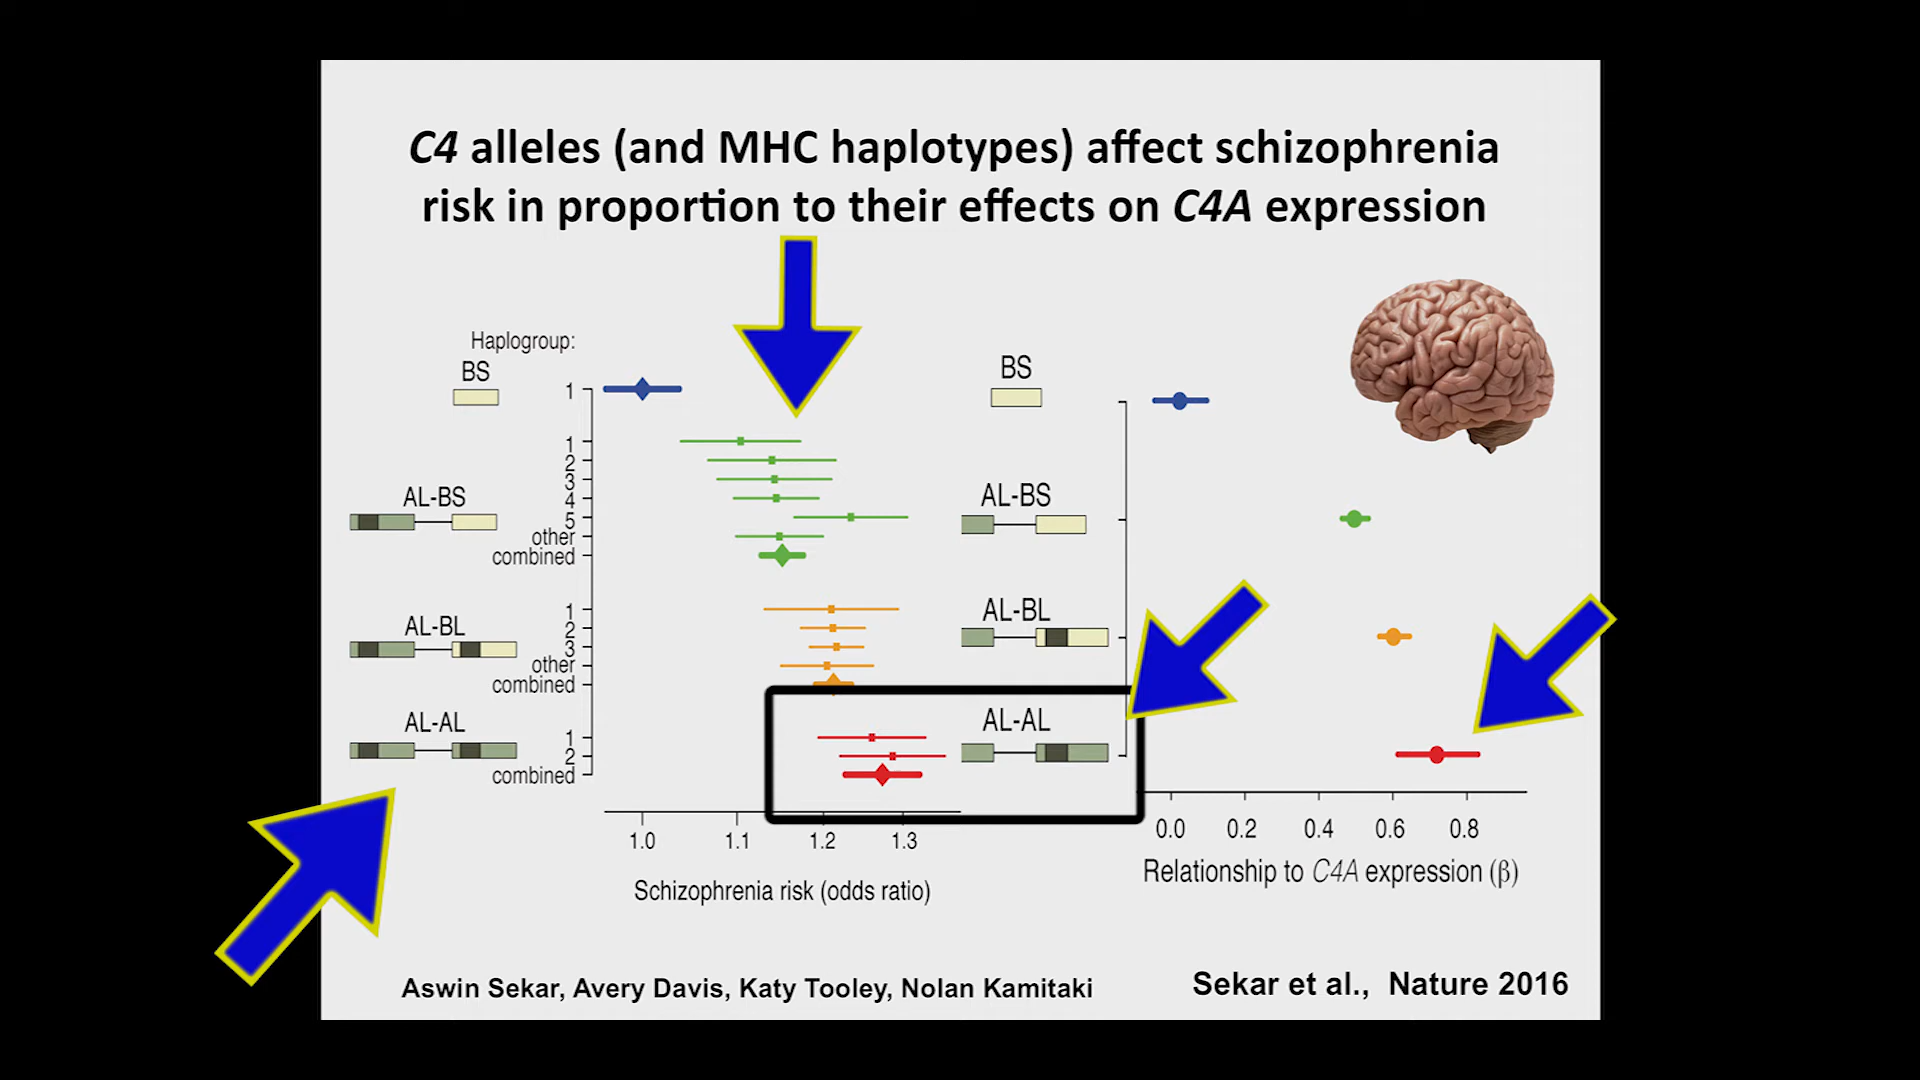 C4 alleles (and MHC haplotypes) affect schizophrenia
risk in proportion to their effects on C4A expression
Haplogroup:
BS
1
AL-BS
1
2
3
4
5
other
combined
AL-BL
1
2
3
other
combined
AL-AL
1
2
combined
1.0 1.1 1.2 1.3
Schizophrenia risk (odds ratio)
BS
AL-BS
AL-BL
AL-AL
0.0 0.2 0.4 0.6 0.8
Relationship to C4A expression (β)
Aswin Sekar, Avery Davis, Katy Tooley, Nolan Kamitaki
Sekar et al., Nature 2016